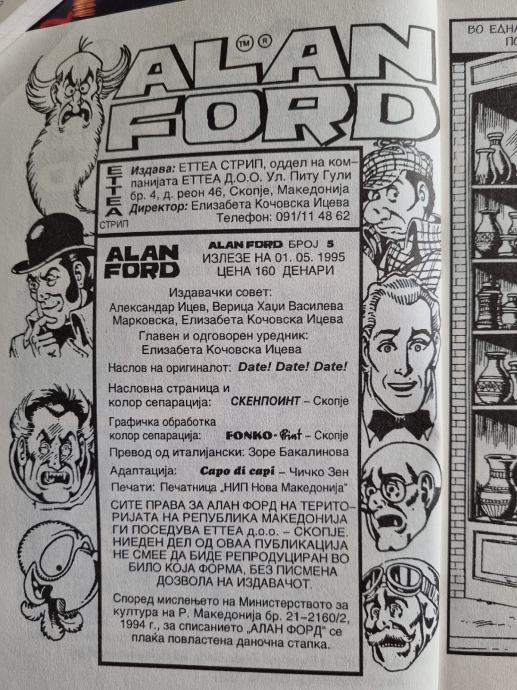 ALAN
TM ®
FORD
ЕТТЕА
СТРИП
Издава: ЕТТЕА СТРИП, оддел на ком-
панијата ЕТТЕА Д.О.О. Ул. Питу Гули
бр. 4, д. реон 46, Скопје, Македонија
Директор: Елизабета Кочовска Ицева
Телефон: 091/11 48 62
ALAN
FORD
ALAN FORD БРОЈ 5
ИЗЛЕЗЕ НА 01. 05. 1995
ЦЕНА 160 ДЕНАРИ
Издавачки совет:
Александар Ицев, Верица Хаџи Василева
Марковска, Елизабета Кочовска Ицева
Главен и одговорен уредник:
Елизабета Кочовска Ицева
Наслов на оригиналот: Date! Date! Date!
Насловна страница и
колор сепарација: СКЕНПОИНТ – Скопје
Графичка обработка
колор сепарација: FONKO-Print – Скопје
Превод од италијански: Зоре Бакалинова
Адаптација: Capo di capi – Чичко Зен
Печати: Печатница „НИП Нова Македонија"
СИТЕ ПРАВА ЗА АЛАН ФОРД НА ТЕРИТО-
РИЈАТА НА РЕПУБЛИКА МАКЕДОНИЈА
ГИ ПОСЕДУВА ЕТТЕА д.о.о. – СКОПЈЕ.
НИЕДЕН ДЕЛ ОД ОВАА ПУБЛИКАЦИЈА
НЕ СМЕЕ ДА БИДЕ РЕПРОДУЦИРАН ВО
БИЛО КОЈА ФОРМА, БЕЗ ПИСМЕНА
ДОЗВОЛА НА ИЗДАВАЧОТ.
Според мислењето на Министерството за
култура на Р. Македонија бр. 21–2160/2,
1994 г., за списанието „АЛАН ФОРД" се
плаќа повластена даночна стапка.
ВО ЕДНА
ПО